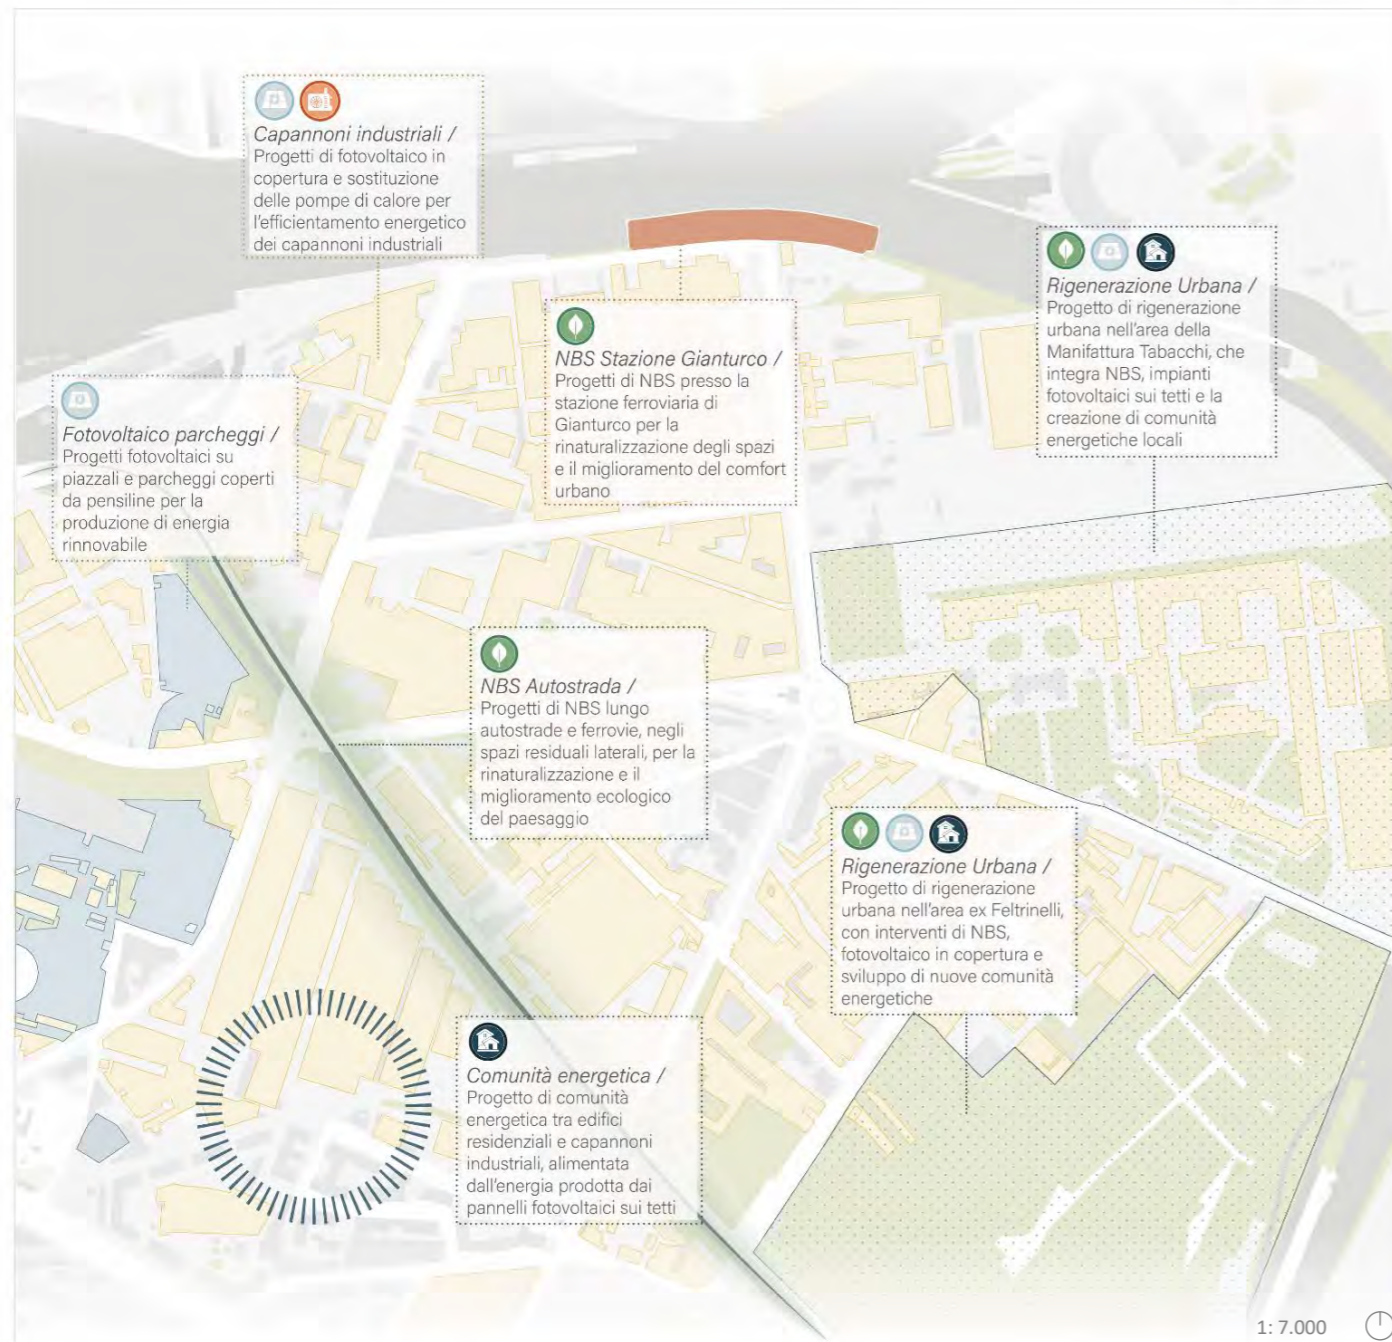 Capannoni industriali /
Progetti di fotovoltaico in
copertura e sostituzione
delle pompe di calore per
l'efficientamento energetico
dei capannoni industriali
NBS Stazione Gianturco /
Progetti di NBS presso la
stazione ferroviaria di
Gianturco per la
rinaturalizzazione degli spazi
e il miglioramento del comfort
urbano
Rigenerazione Urbana /
Progetto di rigenerazione
urbana nell'area della
Manifattura Tabacchi, che
integra NBS, impianti
fotovoltaici sui tetti e la
creazione di comunità
energetiche locali
Fotovoltaico parcheggi /
Progetti fotovoltaici su
piazzali e parcheggi coperti
da pensiline per la
produzione di energia
rinnovabile
NBS Autostrada /
Progetti di NBS lungo
autostrade e ferrovie, negli
spazi residuali laterali, per la
rinaturalizzazione e il
miglioramento ecologico
del paesaggio
Rigenerazione Urbana /
Progetto di rigenerazione
urbana nell'area ex Feltrinelli,
con interventi di NBS,
fotovoltaico in copertura e
sviluppo di nuove comunità
energetiche
Comunità energetica /
Progetto di comunità
energetica tra edifici
residenziali e capannoni
industriali, alimentata
dall'energia prodotta dai
pannelli fotovoltaici sui tetti
1: 7.000